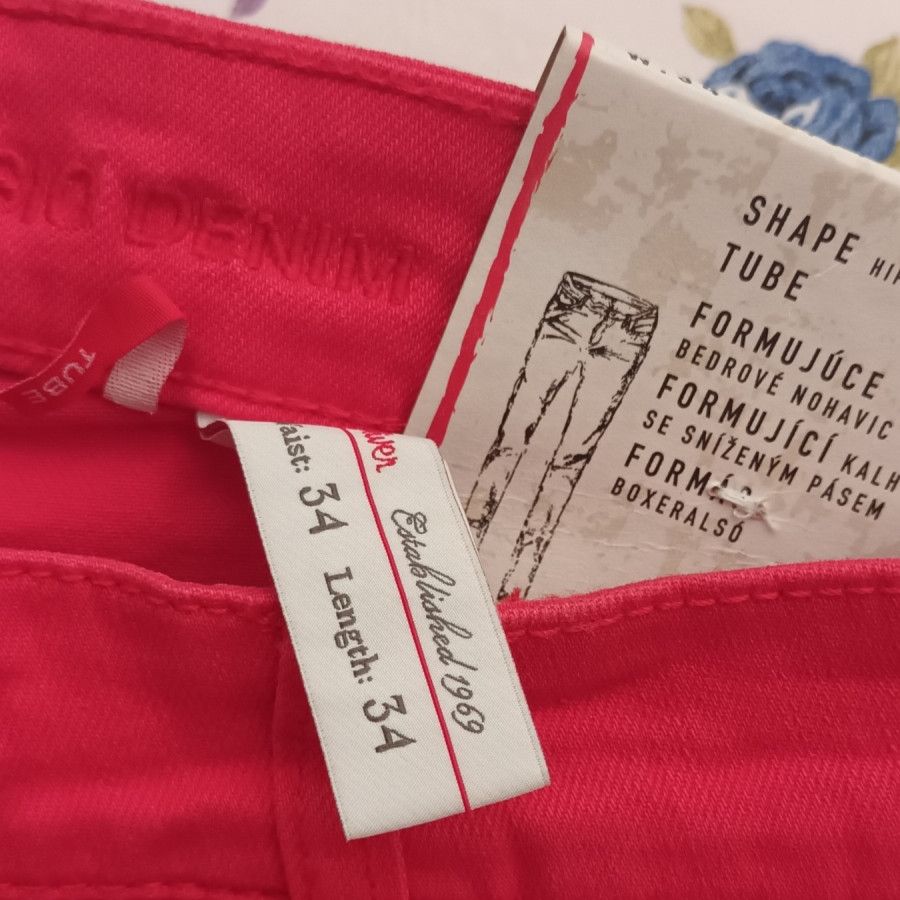 DENIM
TUBE
SHAPE
TUBE
FORMUJÚCE
BEDROVÉ NOHAVIC
FORMUJÍCÍ KALH
SE SNÍŽENÝM PÁSEM
BOXERALSÓ
aist: 34 Length: 34
Established 1969